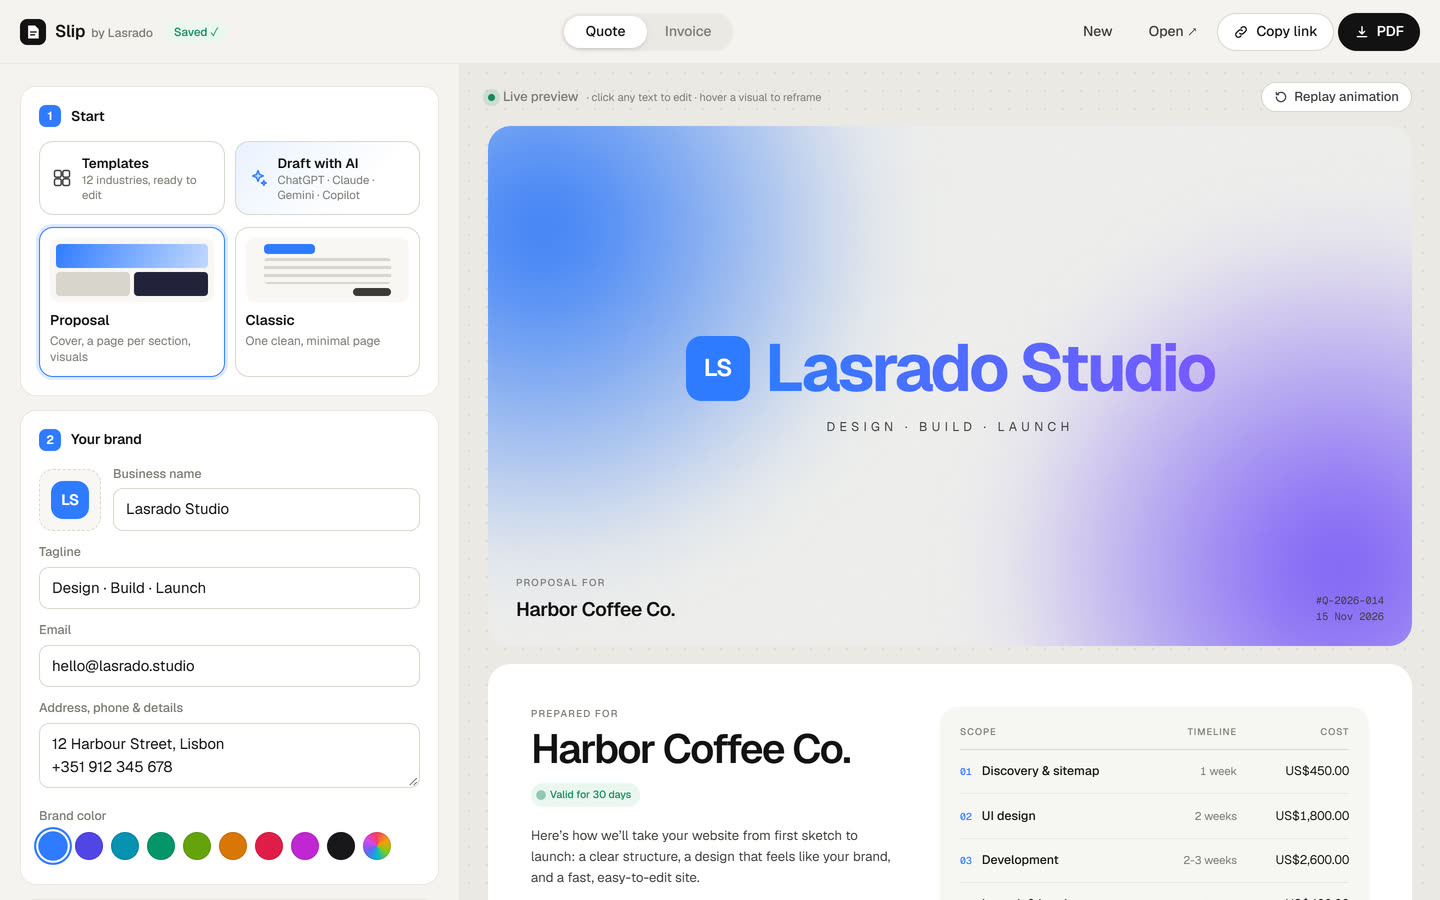 Slip by Lasrado Saved ✓
Quote Invoice
New Open ↗ Copy link PDF
1 Start
Templates
12 industries, ready to
edit
Draft with AI
ChatGPT · Claude ·
Gemini · Copilot
Proposal
Cover, a page per section,
visuals
Classic
One clean, minimal page
2 Your brand
LS
Business name
Lasrado Studio
Tagline
Design · Build · Launch
Email
hello@lasrado.studio
Address, phone & details
12 Harbour Street, Lisbon
+351 912 345 678
Brand color
Live preview · click any text to edit · hover a visual to reframe
Replay animation
LS Lasrado Studio
DESIGN · BUILD · LAUNCH
PROPOSAL FOR
Harbor Coffee Co.
#Q-2026-014
15 Nov 2026
PREPARED FOR
Harbor Coffee Co.
Valid for 30 days
Here's how we'll take your website from first sketch to
launch: a clear structure, a design that feels like your brand,
and a fast, easy-to-edit site.
SCOPE TIMELINE COST
01 Discovery & sitemap 1 week US$450.00
02 UI design 2 weeks US$1,800.00
03 Development 2-3 weeks US$2,600.00